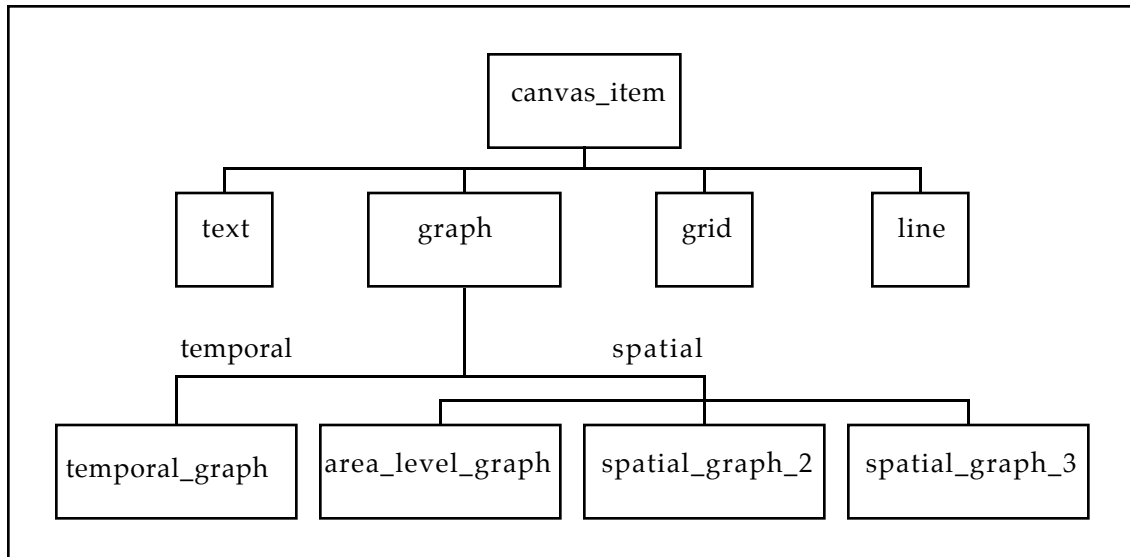 canvas_item
text
graph
grid
line
temporal
spatial
temporal_graph
area_level_graph
spatial_graph_2
spatial_graph_3